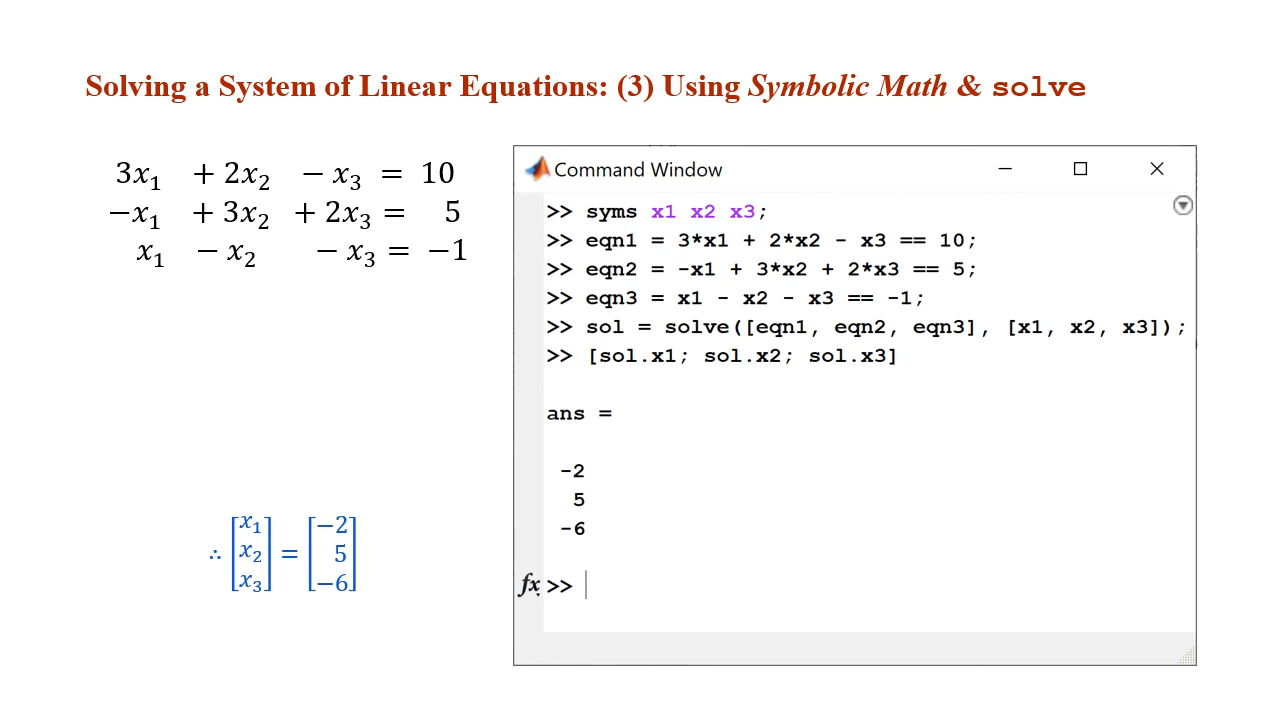 Solving a System of Linear Equations: (3) Using Symbolic Math & solve
3x₁ + 2x₂ − x₃ = 10
−x₁ + 3x₂ + 2x₃ = 5
x₁ − x₂ − x₃ = −1
∴ [x₁ x₂ x₃] = [−2 5 −6]
Command Window
>> syms x1 x2 x3;
>> eqn1 = 3*x1 + 2*x2 - x3 == 10;
>> eqn2 = -x1 + 3*x2 + 2*x3 == 5;
>> eqn3 = x1 - x2 - x3 == -1;
>> sol = solve([eqn1, eqn2, eqn3], [x1, x2, x3]);
>> [sol.x1; sol.x2; sol.x3]
ans =
-2
5
-6
fx >>